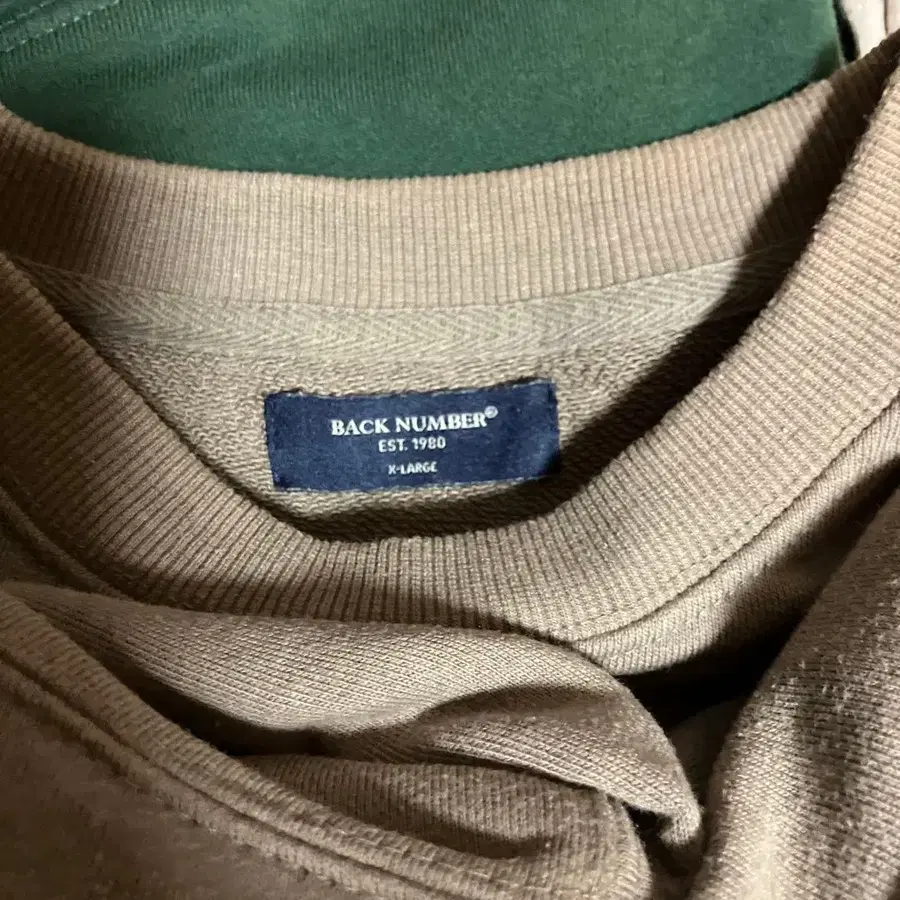 BACK NUMBER®
EST. 1980
X-LARGE